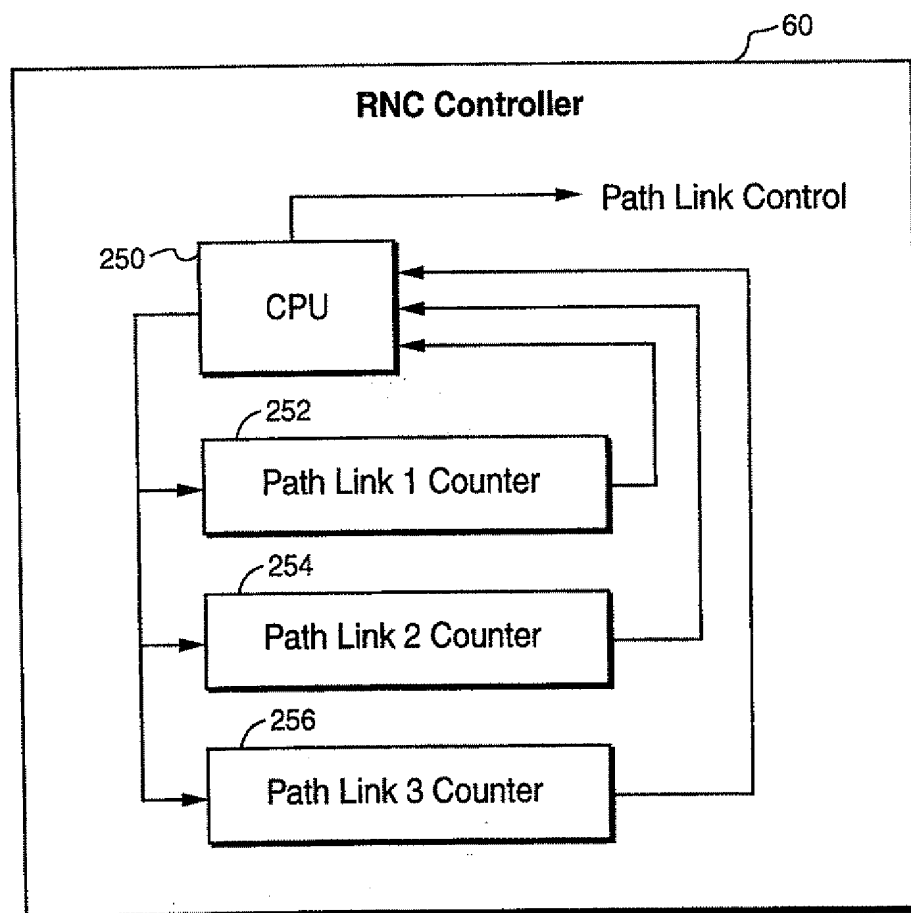 60
RNC Controller
Path Link Control
250
CPU
252
Path Link 1 Counter
254
Path Link 2 Counter
256
Path Link 3 Counter